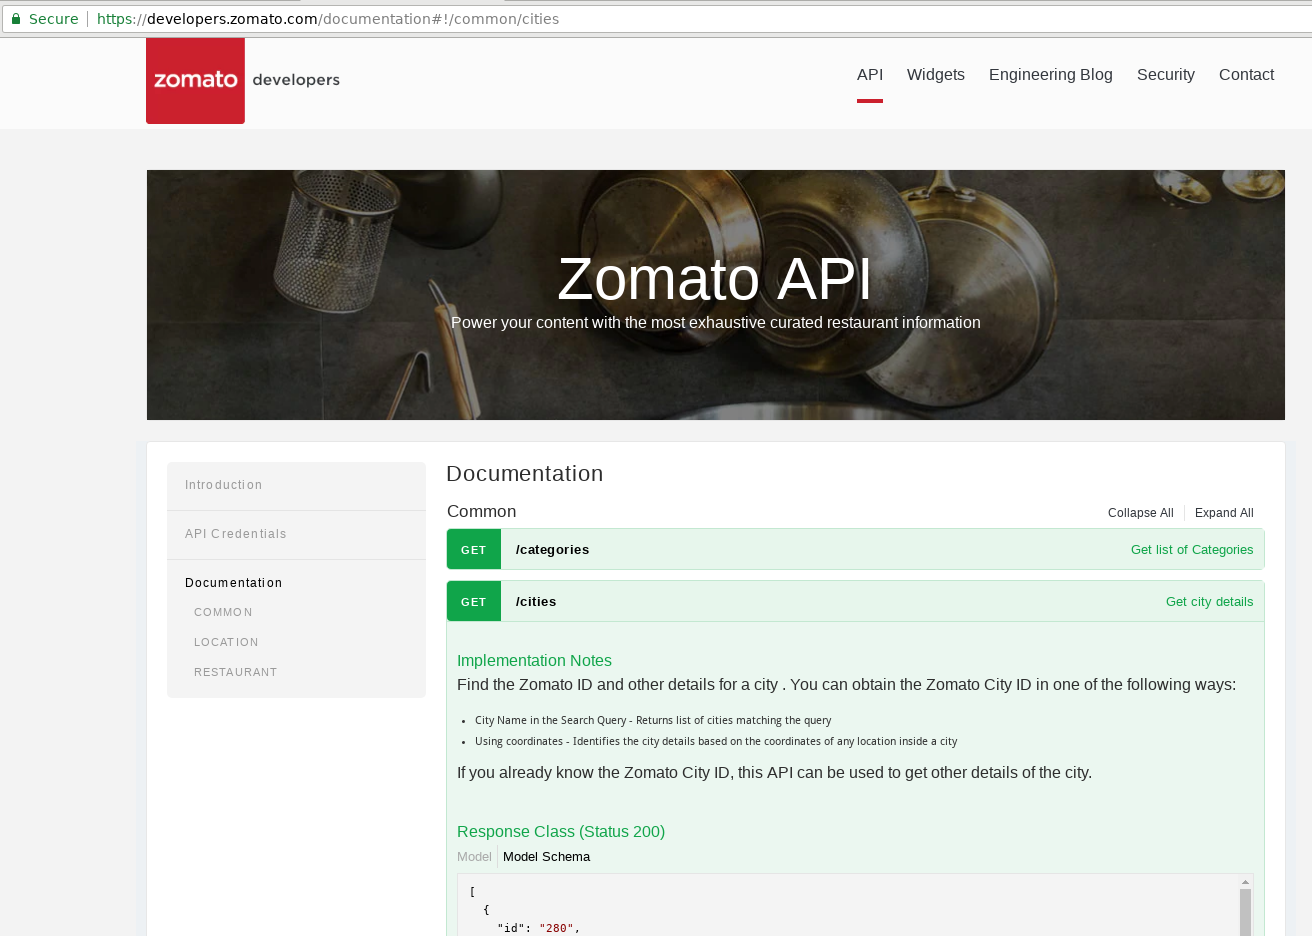 Secure https://developers.zomato.com/documentation#!/common/cities
zomato developers
API Widgets Engineering Blog Security Contact
Zomato API
Power your content with the most exhaustive curated restaurant information
Introduction
API Credentials
Documentation
COMMON
LOCATION
RESTAURANT
Documentation
Common Collapse All Expand All
GET /categories Get list of Categories
GET /cities Get city details
Implementation Notes
Find the Zomato ID and other details for a city . You can obtain the Zomato City ID in one of the following ways:
• City Name in the Search Query - Returns list of cities matching the query
• Using coordinates - Identifies the city details based on the coordinates of any location inside a city
If you already know the Zomato City ID, this API can be used to get other details of the city.
Response Class (Status 200)
Model Model Schema
[
{
"id": "280",